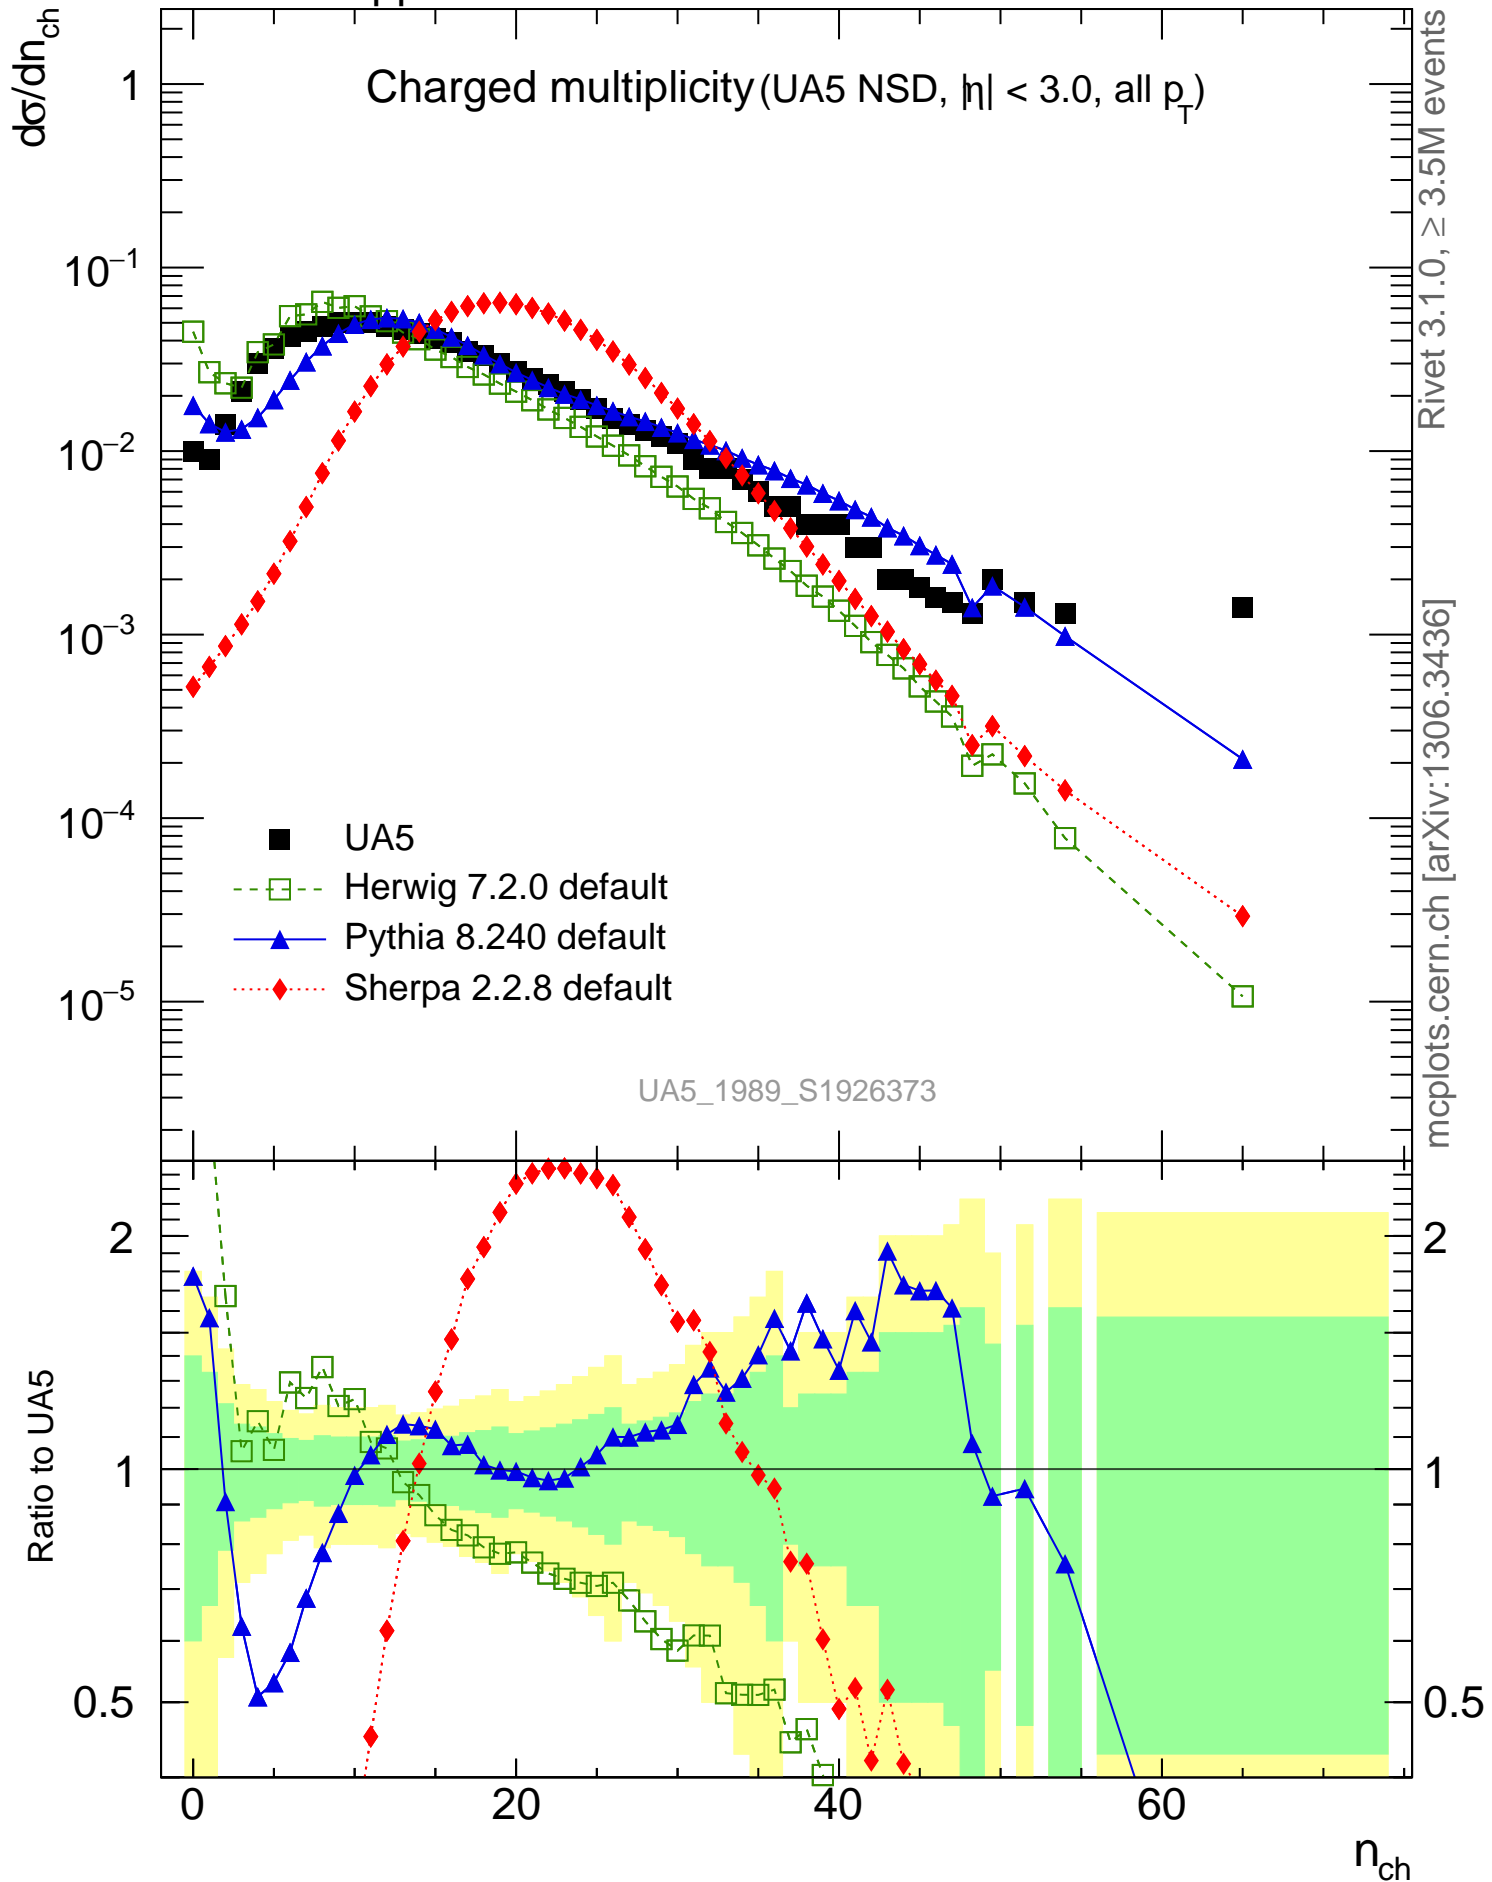 dσ/dn_ch
Charged multiplicity (UA5 NSD, |η| < 3.0, all p_T)
1
10^−1
10^−2
10^−3
10^−4
10^−5
UA5
Herwig 7.2.0 default
Pythia 8.240 default
Sherpa 2.2.8 default
UA5_1989_S1926373
Rivet 3.1.0, ≥ 3.5M events
mcplots.cern.ch [arXiv:1306.3436]
Ratio to UA5
2
1
0.5
2
1
0.5
0 20 40 60
n_ch